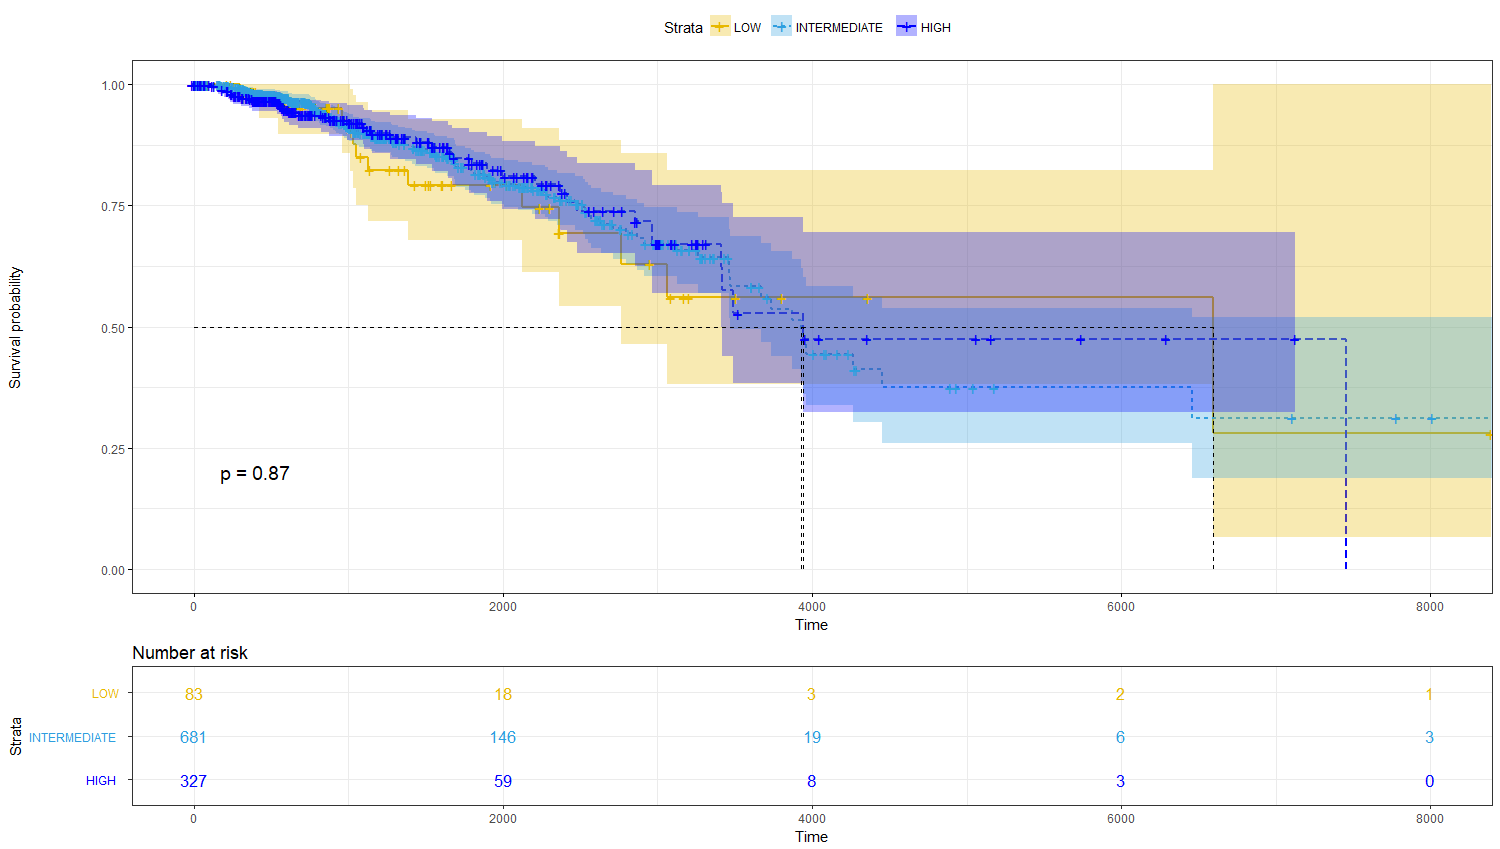 Strata LOW INTERMEDIATE HIGH
1.00
0.75
0.50
0.25
0.00
Survival probability
p = 0.87
0 2000 4000 6000 8000
Time
Number at risk
Strata
LOW 83 18 3 2 1
INTERMEDIATE 681 146 19 6 3
HIGH 327 59 8 3 0
0 2000 4000 6000 8000
Time